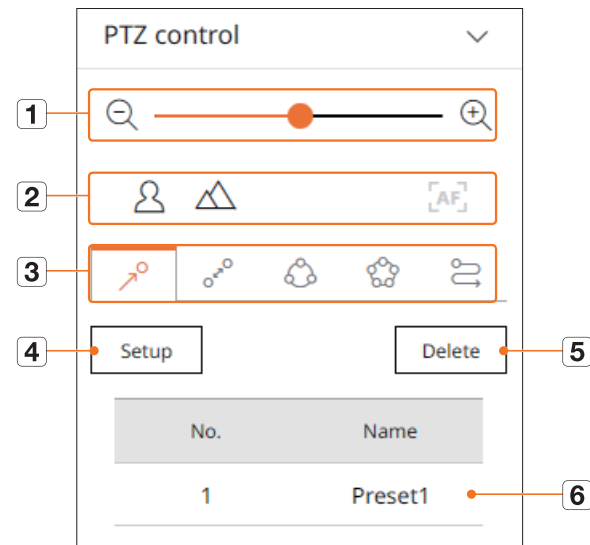 PTZ control
1
2
AF
3
4
Setup
Delete
5
No.
Name
1
Preset1
6